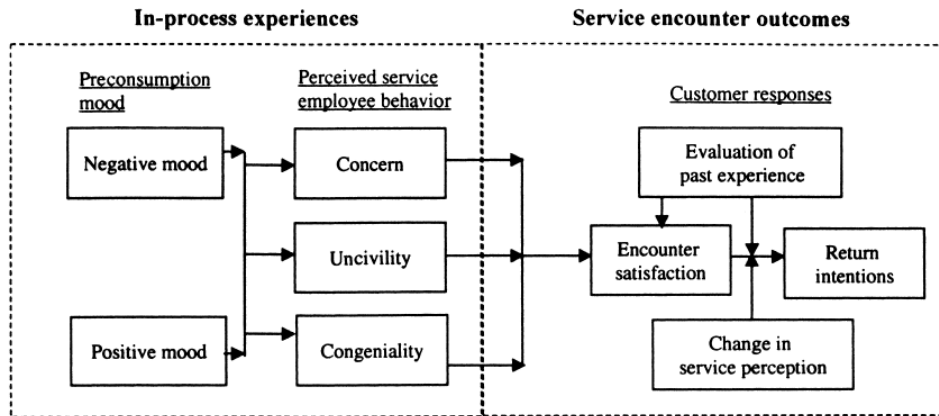 In-process experiences
Service encounter outcomes
Preconsumption
mood
Perceived service
employee behavior
Customer responses
Negative mood
Concern
Evaluation of
past experience
Uncivility
Encounter
satisfaction
Return
intentions
Positive mood
Congeniality
Change in
service perception